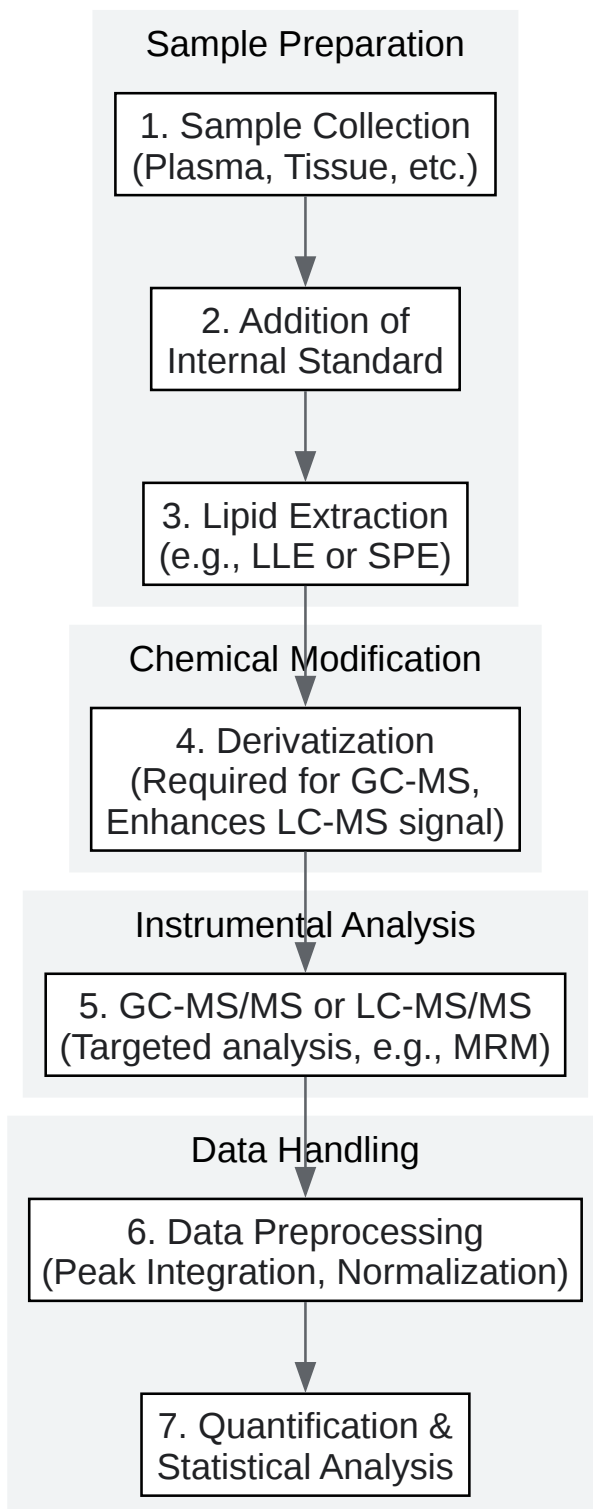 Sample Preparation
1. Sample Collection
(Plasma, Tissue, etc.)
2. Addition of
Internal Standard
3. Lipid Extraction
(e.g., LLE or SPE)
Chemical Modification
4. Derivatization
(Required for GC-MS,
Enhances LC-MS signal)
Instrumental Analysis
5. GC-MS/MS or LC-MS/MS
(Targeted analysis, e.g., MRM)
Data Handling
6. Data Preprocessing
(Peak Integration, Normalization)
7. Quantification &
Statistical Analysis